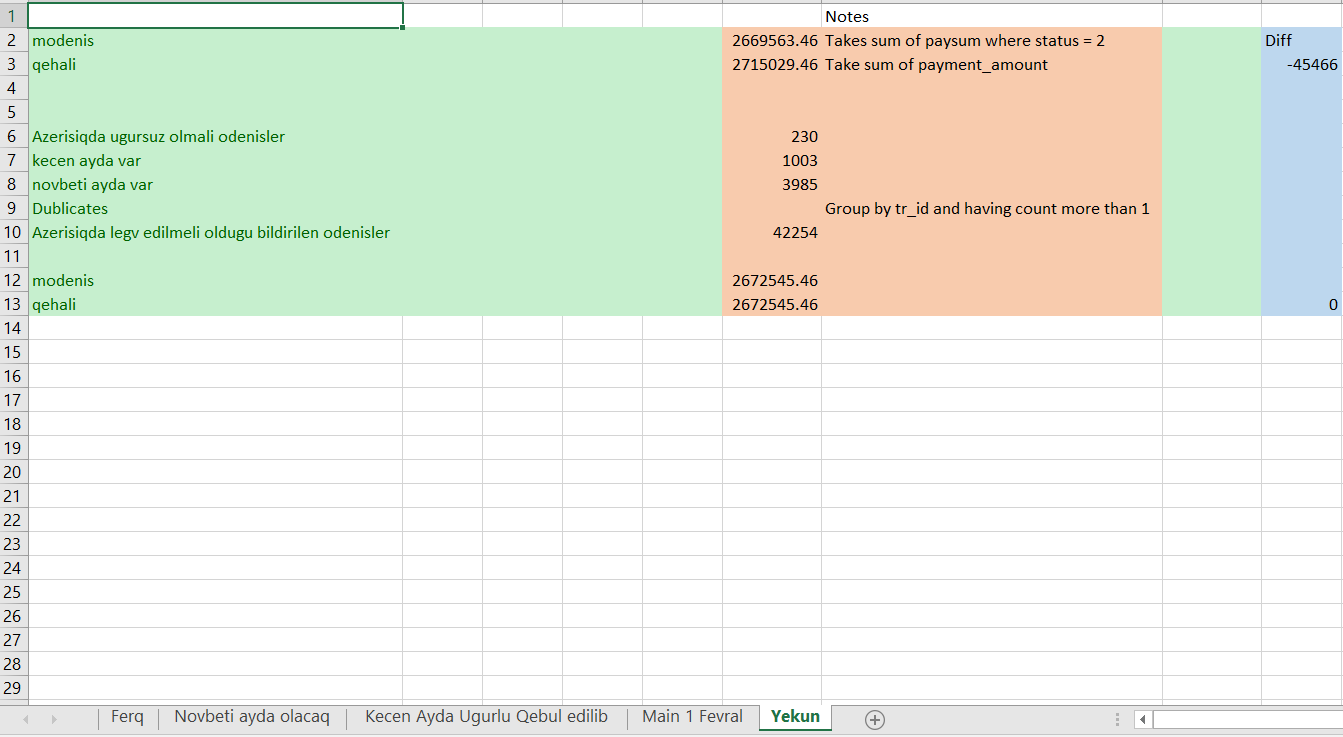 1 Notes
2 modenis 2669563.46 Takes sum of paysum where status = 2 Diff
3 qehali 2715029.46 Take sum of payment_amount -45466
4
5
6 Azerisiqda ugursuz olmali odenisler 230
7 kecen ayda var 1003
8 novbeti ayda var 3985
9 Dublicates Group by tr_id and having count more than 1
10 Azerisiqda legv edilmeli oldugu bildirilen odenisler 42254
11
12 modenis 2672545.46
13 qehali 2672545.46 0
14
15
16
17
18
19
20
21
22
23
24
25
26
27
28
29
Ferq Novbeti ayda olacaq Kecen Ayda Ugurlu Qebul edilib Main 1 Fevral Yekun